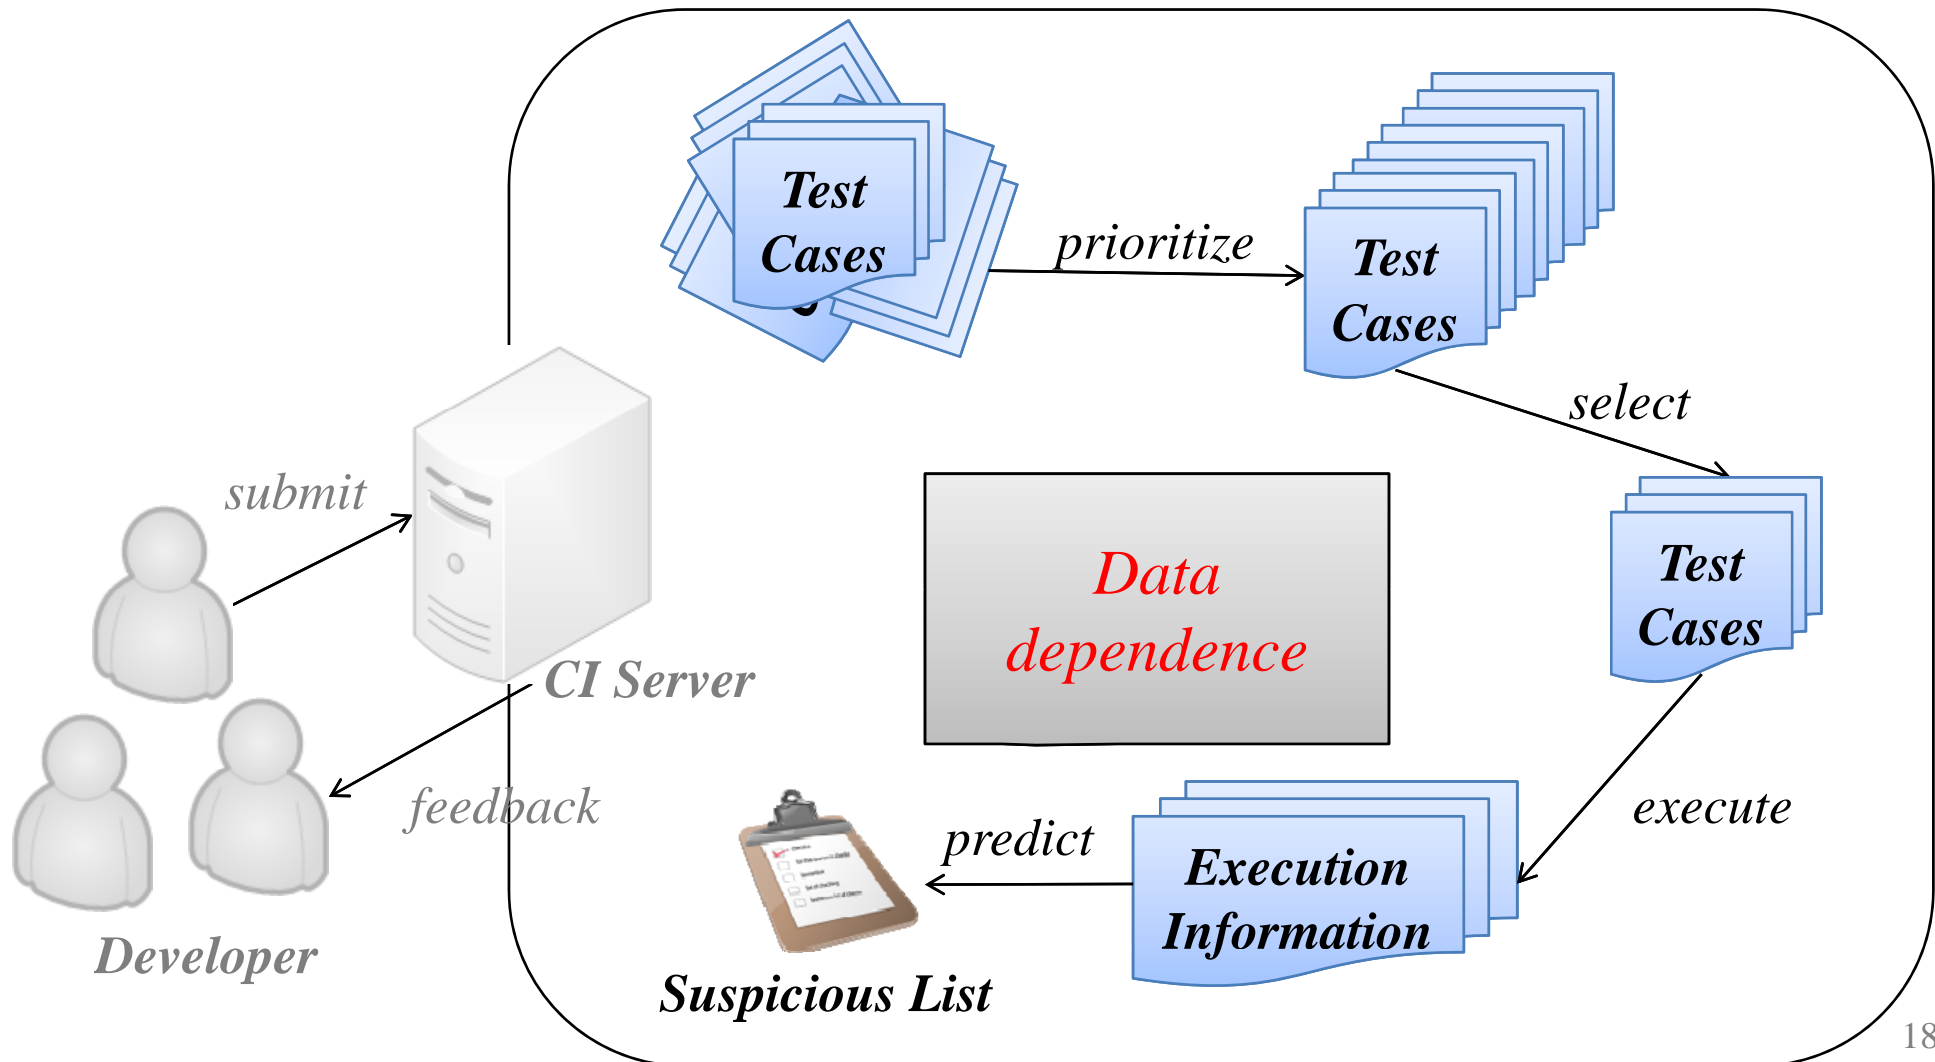 Test
Cases
prioritize
Test
Cases
select
submit
Data
dependence
Test
Cases
CI Server
feedback
predict
execute
Execution
Information
Developer
Suspicious List
18